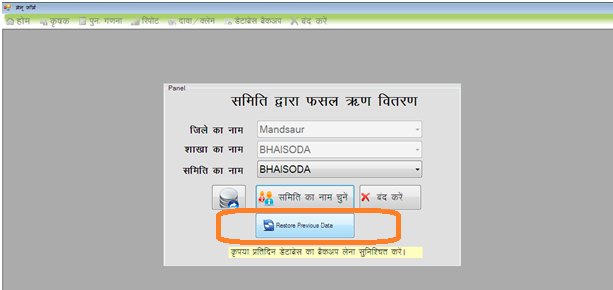 मेनू फॉर्म
होम कृषक पुनः गणना रिपोट दावा/क्लेम डेटाबेस बैकअप बंद करें
Panel
समिति द्वारा फसल ऋण वितरण
जिले का नाम Mandsaur
शाखा का नाम BHAISODA
समिति का नाम BHAISODA
समिति का नाम चुनें बंद करें
Restore Previous Data
कृपया प्रतिदिन डेटाबेस का बैकअप लेना सुनिश्चित करें।